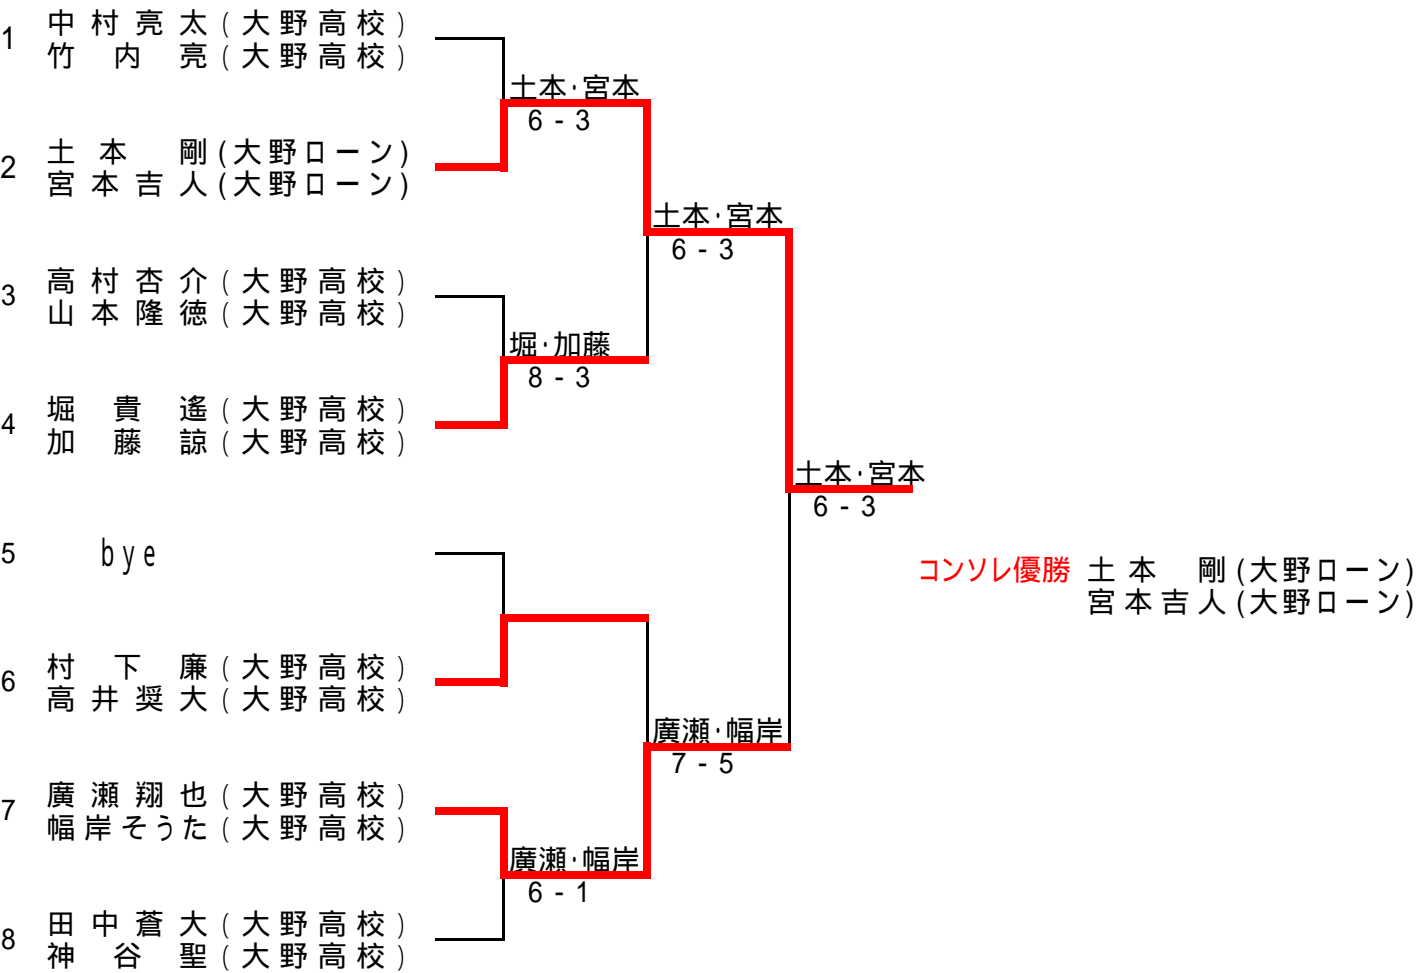 1 中村亮太(大野高校)
竹内亮(大野高校)
土本·宮本
6 - 3
2 土本剛(大野ローン)
宮本吉人(大野ローン)
土本·宮本
6 - 3
3 高村杏介(大野高校)
山本隆徳(大野高校)
堀·加藤
8 - 3
4 堀貴遙(大野高校)
加藤諒(大野高校)
土本·宮本
6 - 3
5 bye
コンソレ優勝 土本剛(大野ローン)
宮本吉人(大野ローン)
6 村下廉(大野高校)
高井奨大(大野高校)
廣瀬·幅岸
7 - 5
7 廣瀬翔也(大野高校)
幅岸そうた(大野高校)
廣瀬·幅岸
6 - 1
8 田中蒼大(大野高校)
神谷聖(大野高校)